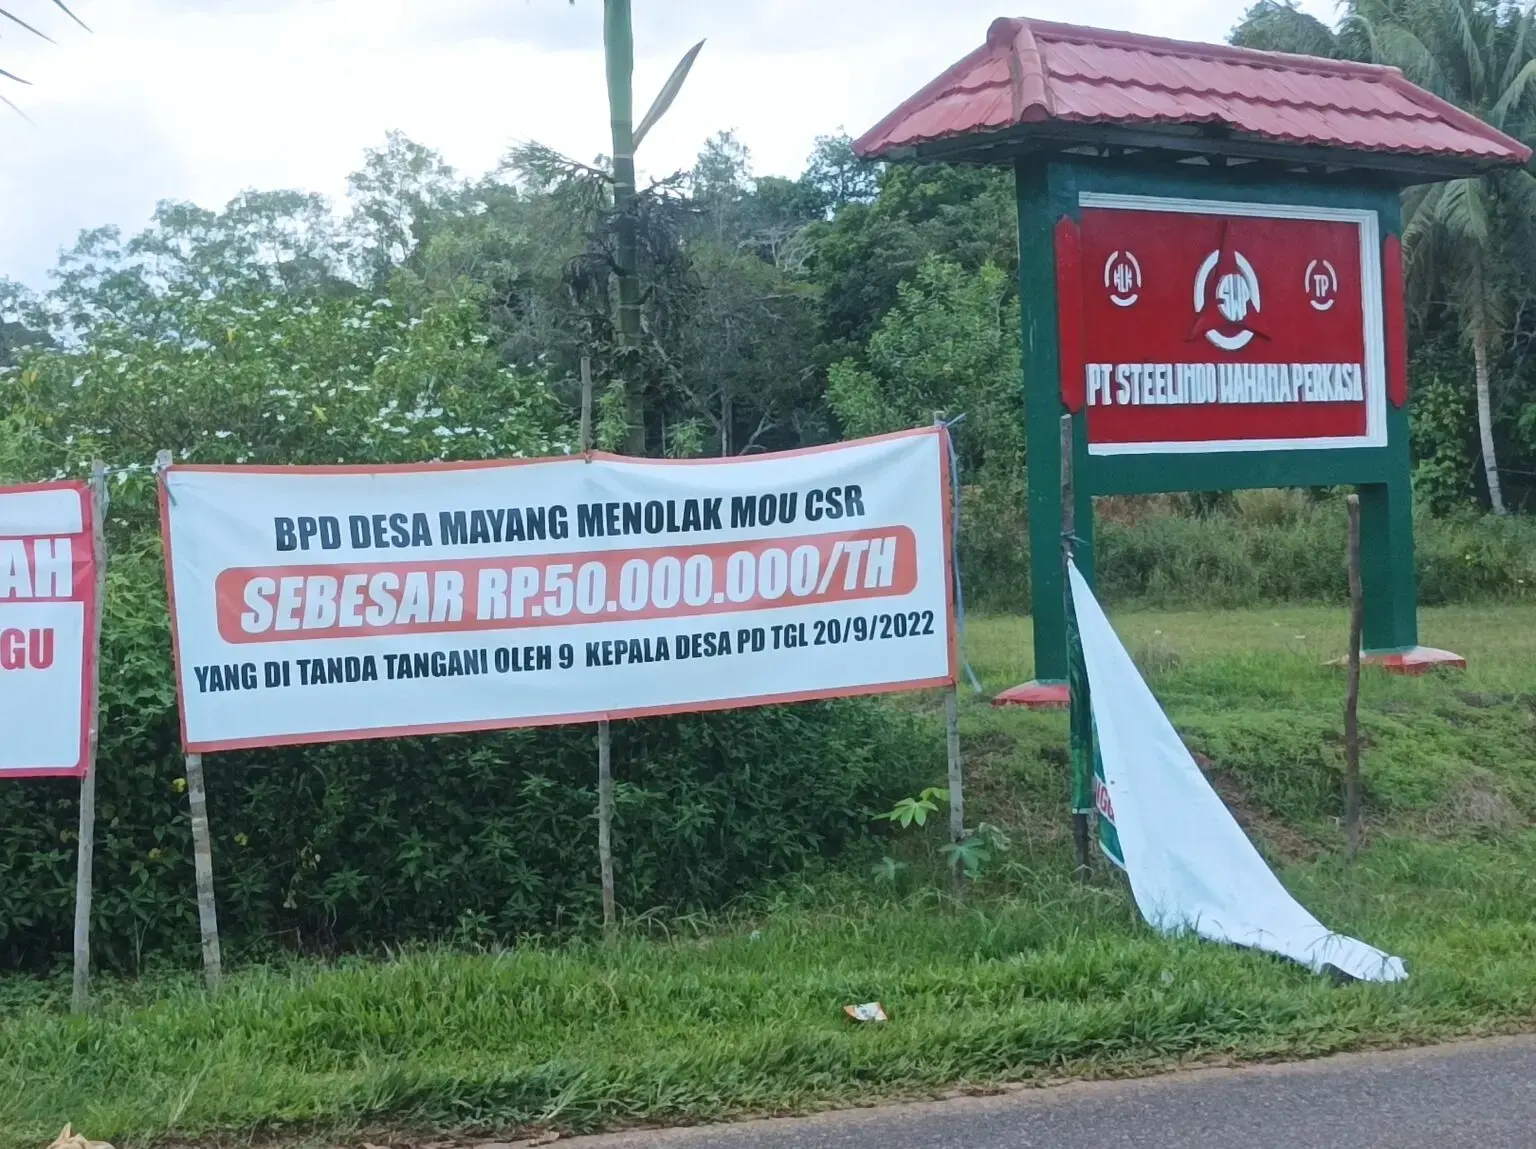 AH
GU
BPD DESA MAYANG MENOLAK MOU CSR
SEBESAR RP.50.000.000/TH
YANG DI TANDA TANGANI OLEH 9 KEPALA DESA PD TGL 20/9/2022
KLK
SWP
TP
PT STEELINDO WAHANA PERKASA